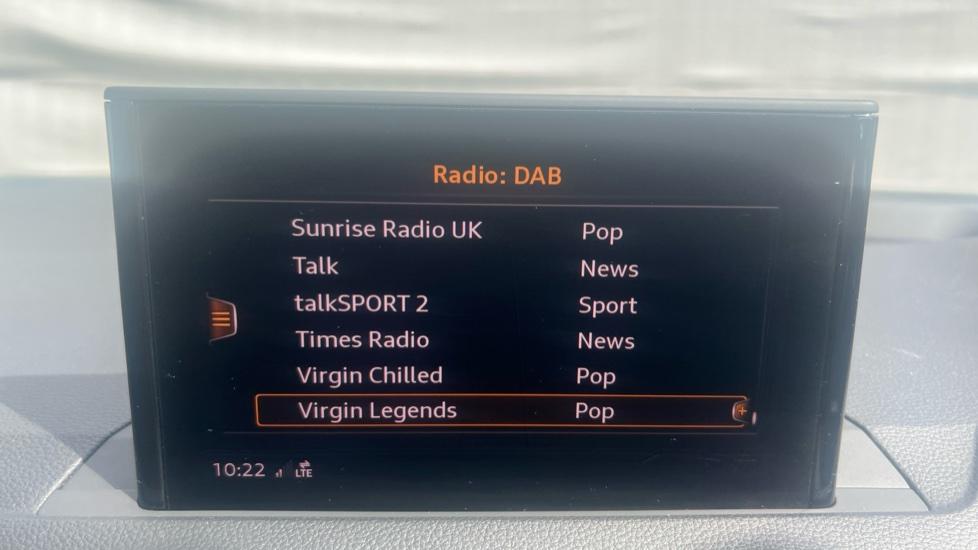 Radio: DAB
Sunrise Radio UK Pop
Talk News
talkSPORT 2 Sport
Times Radio News
Virgin Chilled Pop
Virgin Legends Pop
10:22 LTE